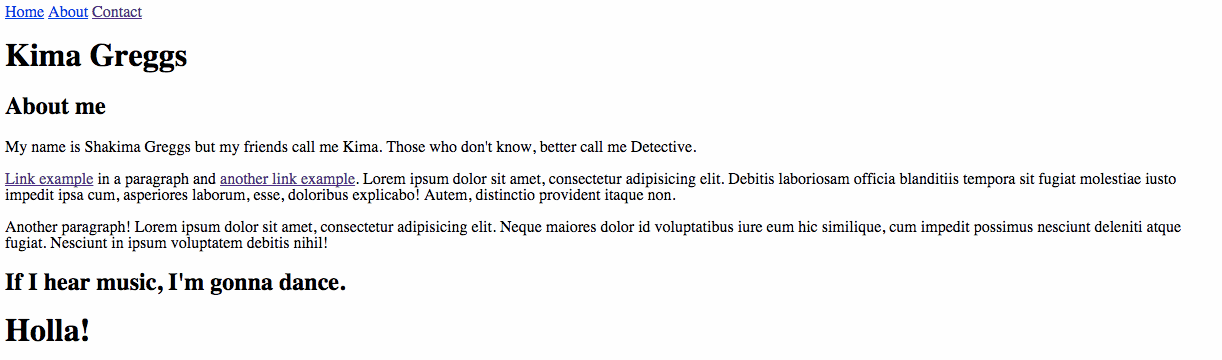 Home About Contact
Kima Greggs
About me
My name is Shakima Greggs but my friends call me Kima. Those who don't know, better call me Detective.
Link example in a paragraph and another link example. Lorem ipsum dolor sit amet, consectetur adipisicing elit. Debitis laboriosam officia blanditiis tempora sit fugiat molestiae iusto
impedit ipsa cum, asperiores laborum, esse, doloribus explicabo! Autem, distinctio provident itaque non.
Another paragraph! Lorem ipsum dolor sit amet, consectetur adipisicing elit. Neque maiores dolor id voluptatibus iure eum hic similique, cum impedit possimus nesciunt deleniti atque
fugiat. Nesciunt in ipsum voluptatem debitis nihil!
If I hear music, I'm gonna dance.
Holla!